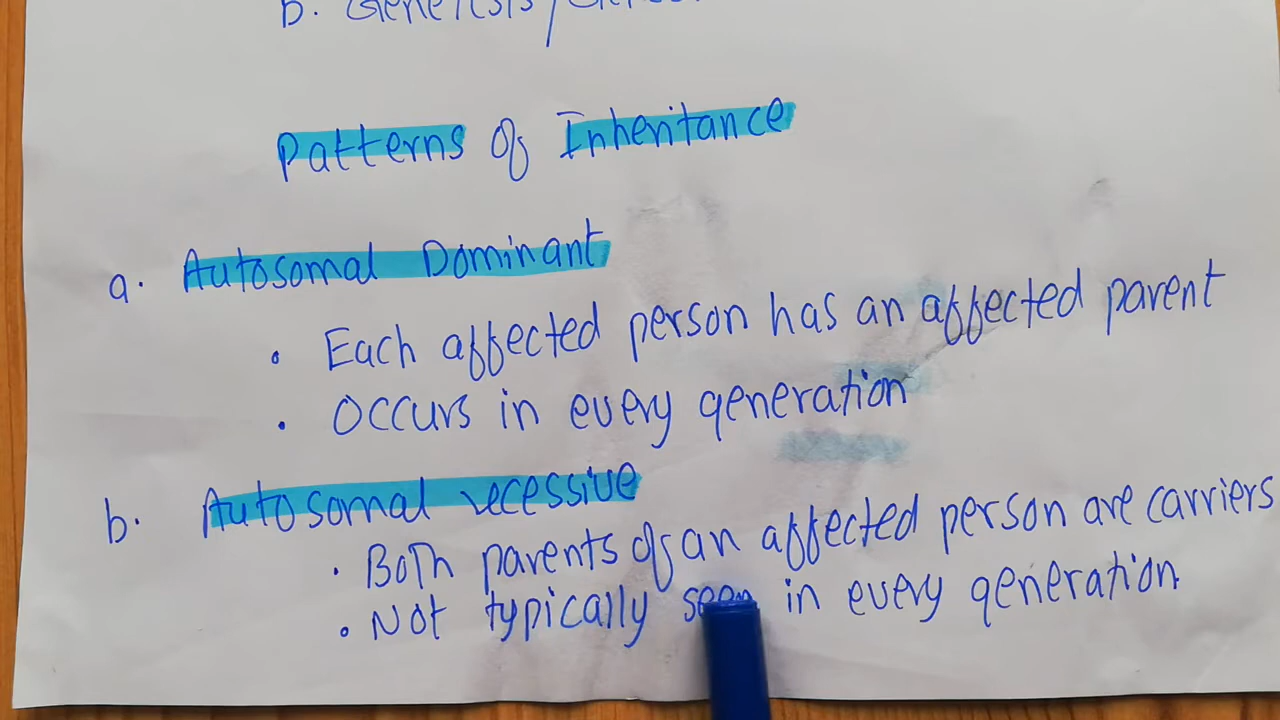 b.
Patterns of Inheritance
a. Autosomal Dominant
• Each affected person has an affected parent
• Occurs in every generation
b. Autosomal recessive
• Both parents of an affected person are carriers
• Not typically seen in every generation